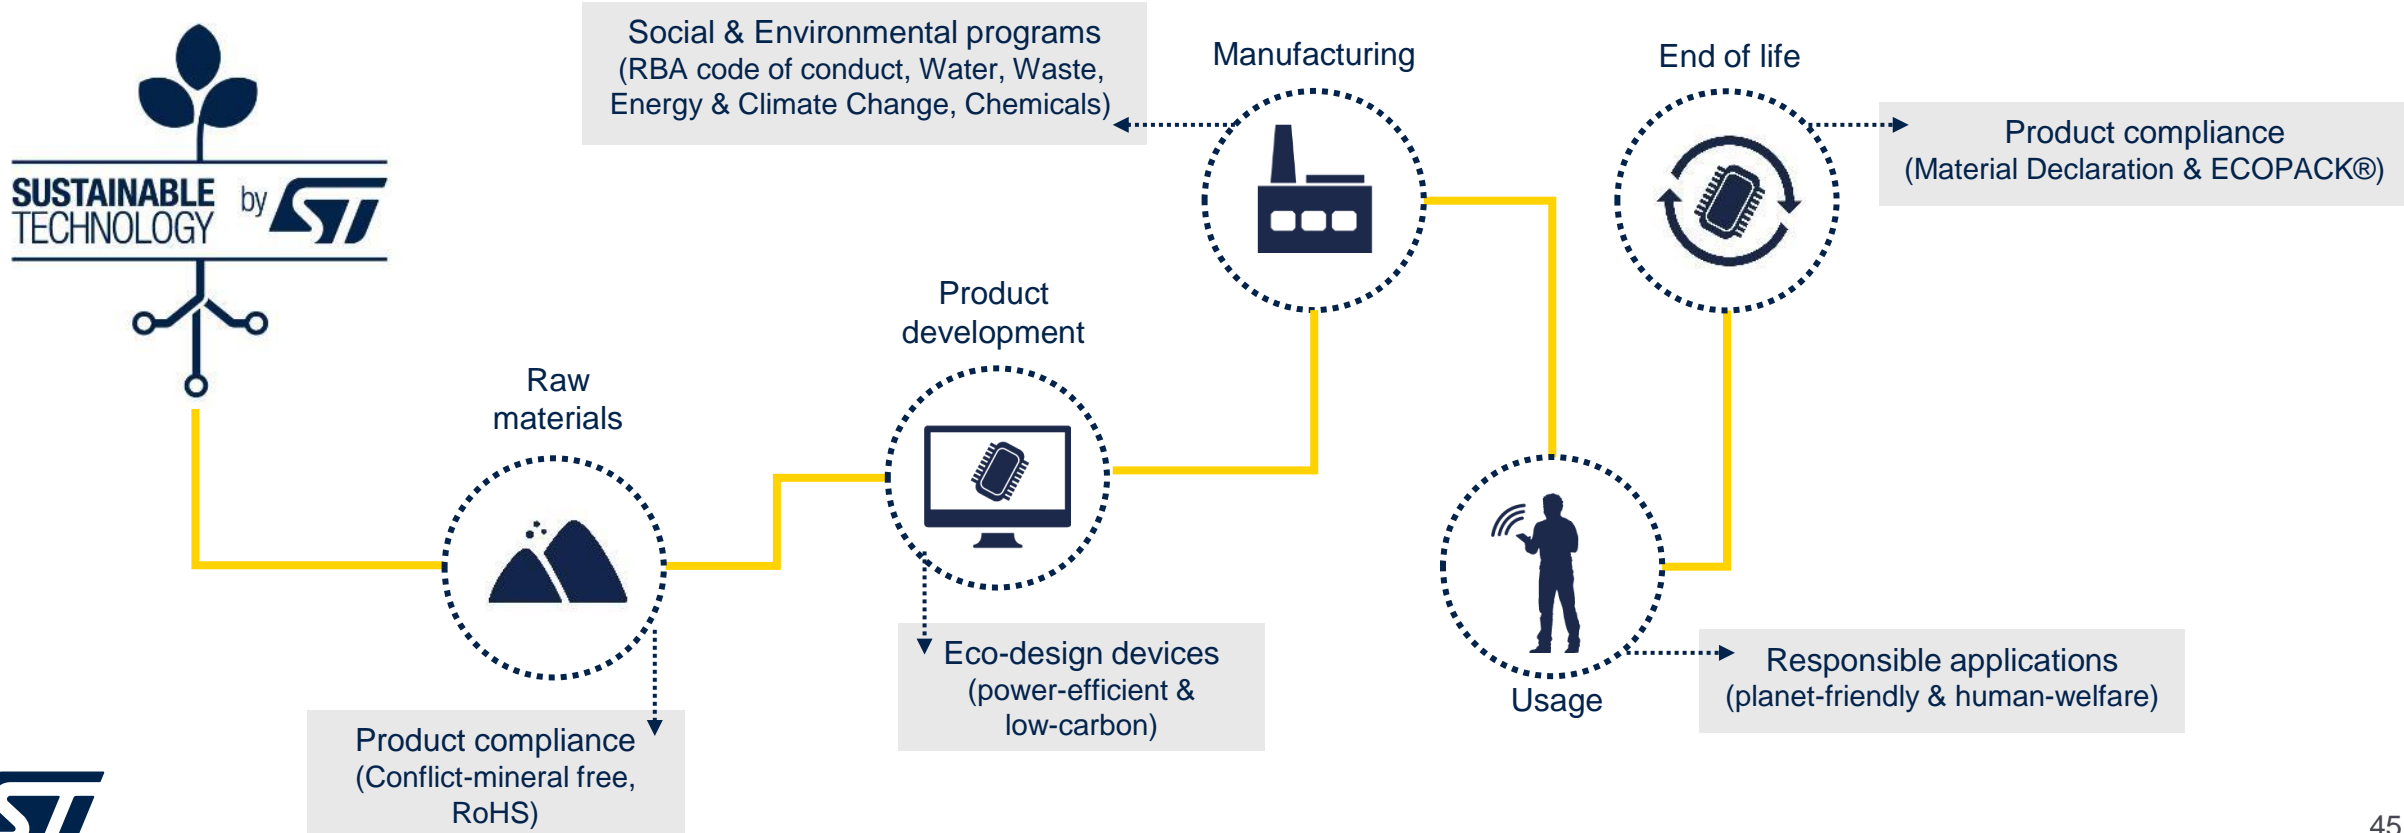 SUSTAINABLE
TECHNOLOGY
by
ST
Social & Environmental programs
(RBA code of conduct, Water, Waste,
Energy & Climate Change, Chemicals)
Manufacturing
End of life
Product compliance
(Material Declaration & ECOPACK®)
Product
development
Raw
materials
Eco-design devices
(power-efficient &
low-carbon)
Usage
Responsible applications
(planet-friendly & human-welfare)
Product compliance
(Conflict-mineral free,
RoHS)
ST
45